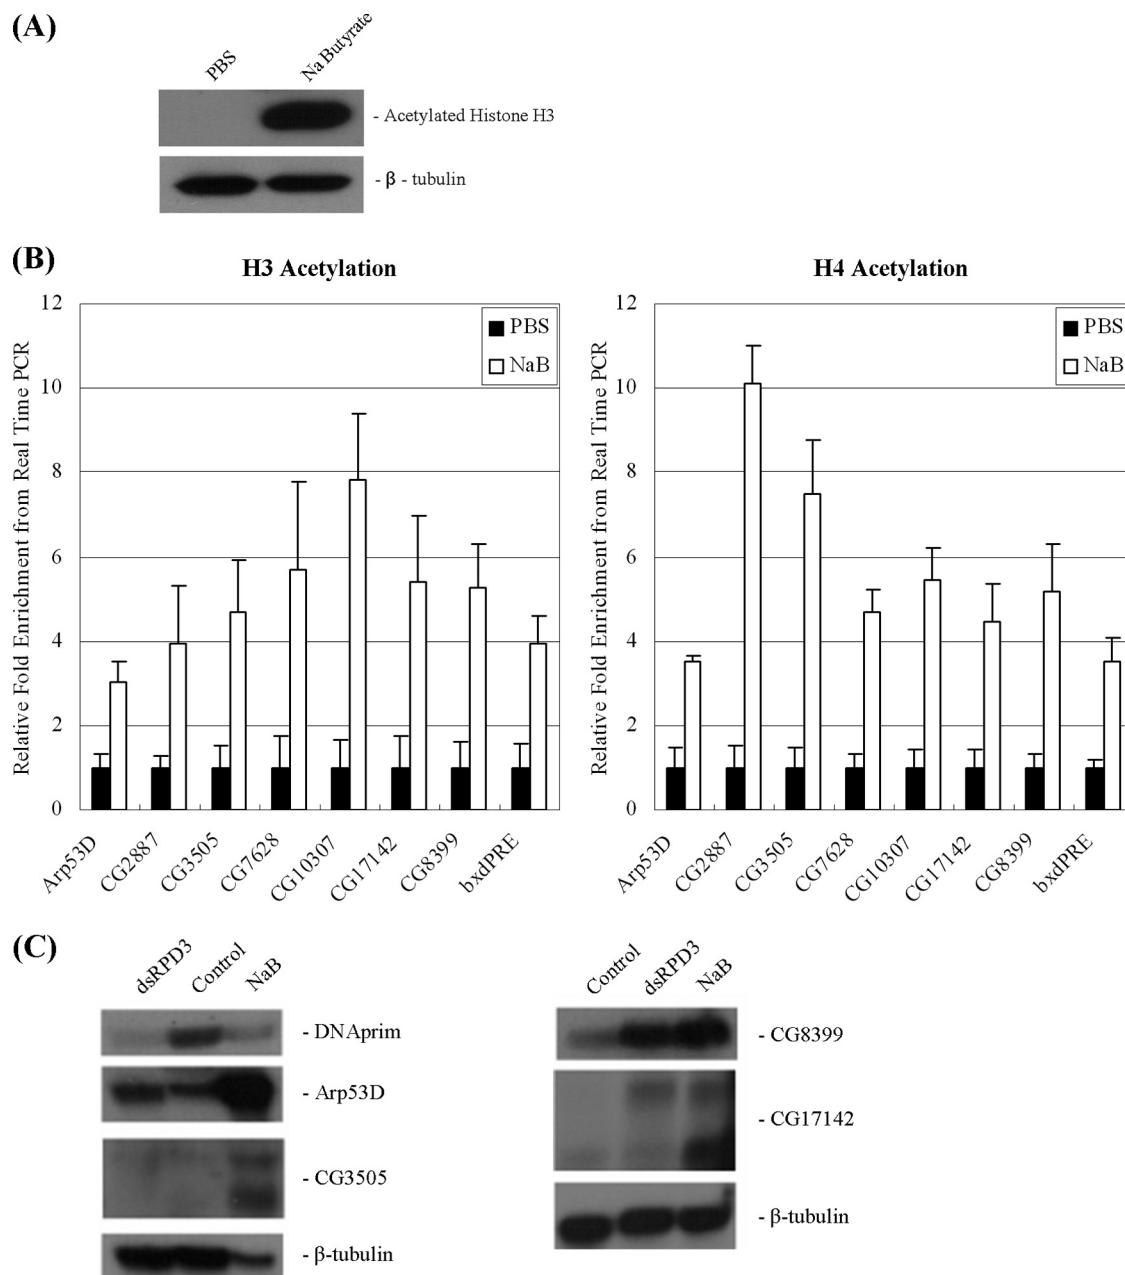 (A)
PBS
Na Butyrate
- Acetylated Histone H3
- β - tubulin
(B)
H3 Acetylation
Relative Fold Enrichment from Real Time PCR
12
10
8
6
4
2
0
PBS
NaB
Arp53D
CG2887
CG3505
CG7628
CG10307
CG17142
CG8399
bxdPRE
H4 Acetylation
Relative Fold Enrichment from Real Time PCR
12
10
8
6
4
2
0
PBS
NaB
Arp53D
CG2887
CG3505
CG7628
CG10307
CG17142
CG8399
bxdPRE
(C)
dsRPD3
Control
NaB
- DNAprim
- Arp53D
- CG3505
- β-tubulin
Control
dsRPD3
NaB
- CG8399
- CG17142
- β-tubulin